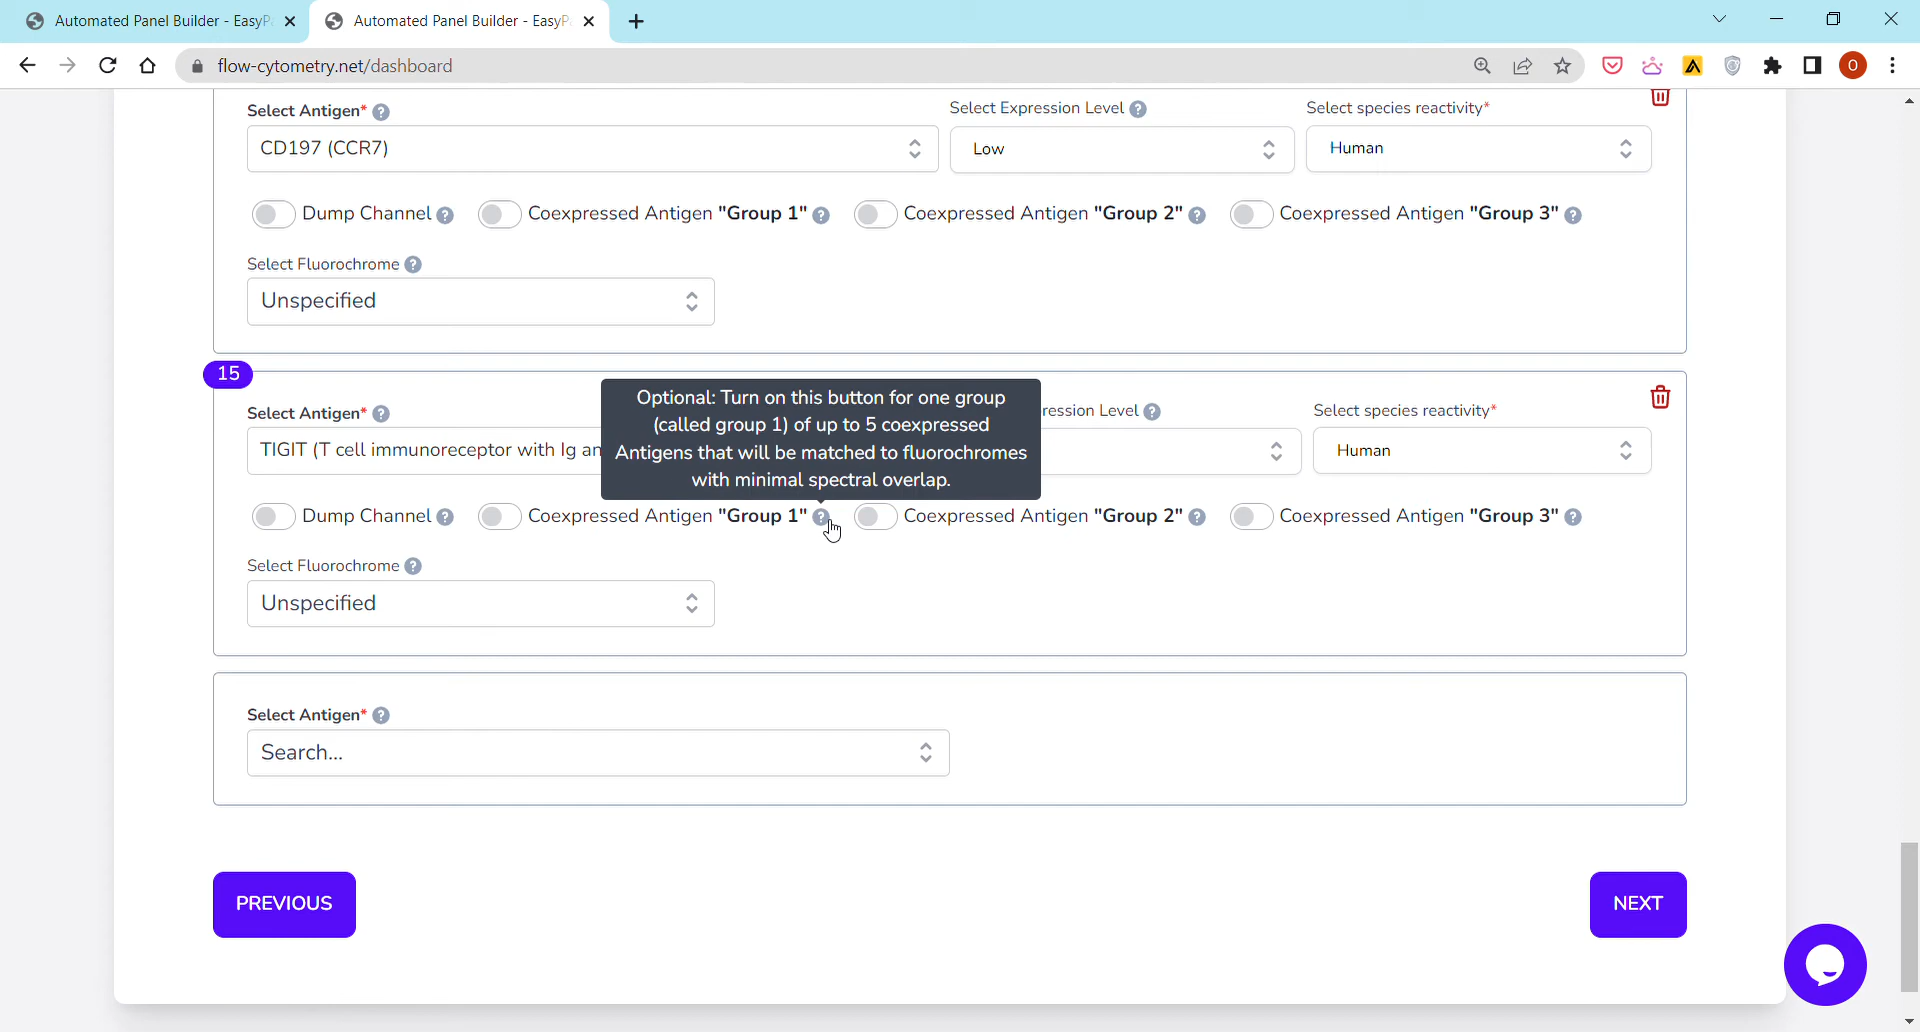 Automated Panel Builder - EasyP
Automated Panel Builder - EasyP
flow-cytometry.net/dashboard
O
Select Antigen* ?
Select Expression Level ?
Select species reactivity*
CD197 (CCR7)
Low
Human
Dump Channel ?
Coexpressed Antigen "Group 1" ?
Coexpressed Antigen "Group 2" ?
Coexpressed Antigen "Group 3" ?
Select Fluorochrome ?
Unspecified
15
Optional: Turn on this button for one group
(called group 1) of up to 5 coexpressed
Antigens that will be matched to fluorochromes
with minimal spectral overlap.
Select Antigen* ?
ression Level ?
Select species reactivity*
TIGIT (T cell immunoreceptor with Ig an
Human
Dump Channel ?
Coexpressed Antigen "Group 1" ?
Coexpressed Antigen "Group 2" ?
Coexpressed Antigen "Group 3" ?
Select Fluorochrome ?
Unspecified
Select Antigen* ?
Search...
PREVIOUS
NEXT